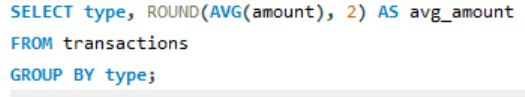 SELECT type, ROUND(AVG(amount), 2) AS avg_amount
FROM transactions
GROUP BY type;